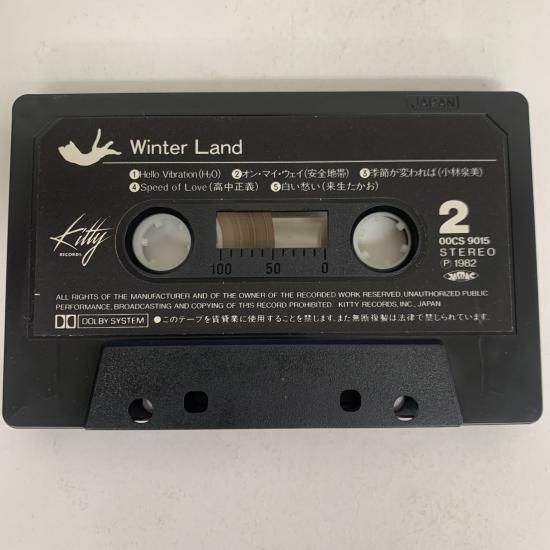 JAPAN
Winter Land
❶Hello Vibration(H₂O) ❷オン・マイ・ウェイ(安全地帯) ❸季節が変われば(小林泉美)
❹Speed of Love(高中正義) ❺白い愁い(来生たかお)
Kitty
RECORDS
2
00CS 9015
STEREO
Ⓟ 1982
JASRAC
100 50 0
ALL RIGHTS OF THE MANUFACTURER AND OF THE OWNER OF THE RECORDED WORK RESERVED. UNAUTHORIZED PUBLIC
PERFORMANCE, BROADCASTING AND COPYING OF THIS RECORD PROHIBITED. KITTY RECORDS, INC., JAPAN.
DOLBY SYSTEM ●このテープを賃貸業に使用することを禁じます。また無断複製は法律で禁じられています。